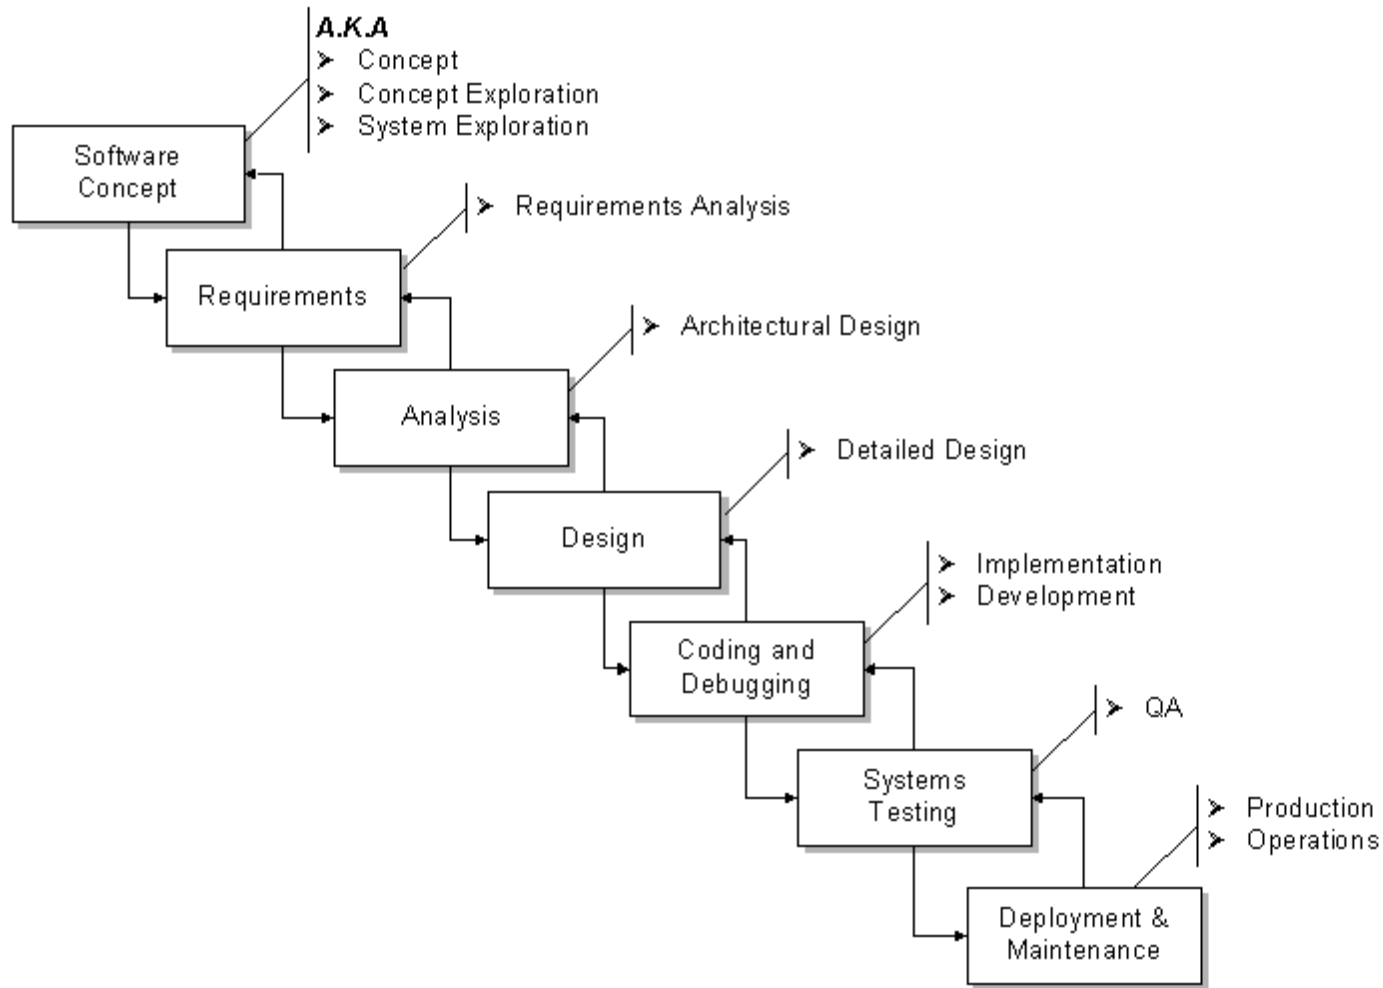 A.K.A
➢ Concept
➢ Concept Exploration
➢ System Exploration
Software
Concept
➢ Requirements Analysis
Requirements
➢ Architectural Design
Analysis
➢ Detailed Design
Design
➢ Implementation
➢ Development
Coding and
Debugging
➢ QA
Systems
Testing
➢ Production
➢ Operations
Deployment &
Maintenance